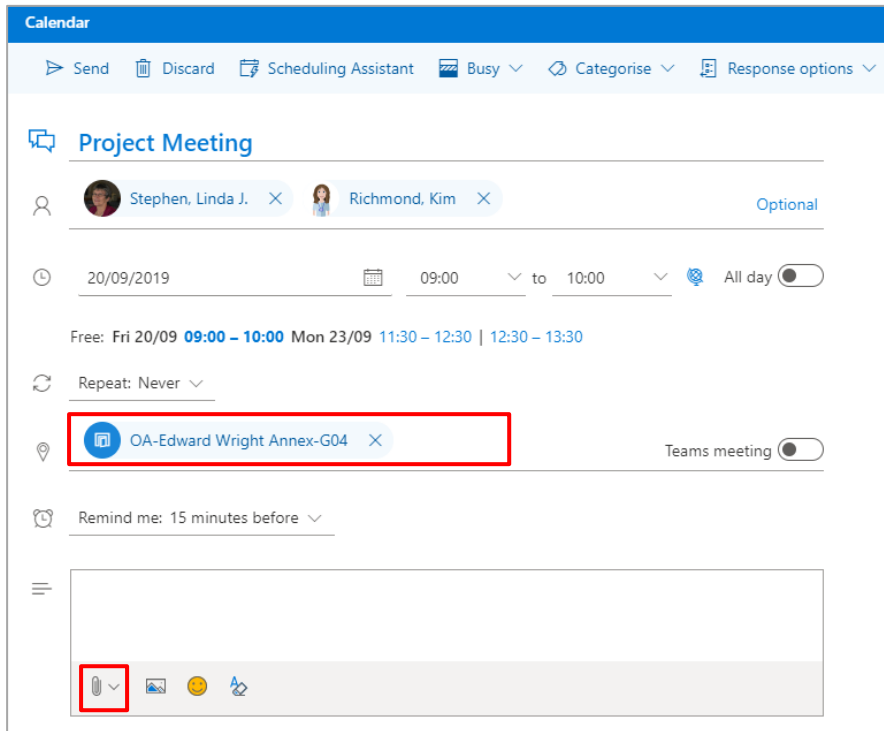 Calendar
Send Discard Scheduling Assistant Busy Categorise Response options
Project Meeting
Stephen, Linda J. Richmond, Kim Optional
20/09/2019 09:00 to 10:00 All day
Free: Fri 20/09 09:00 – 10:00 Mon 23/09 11:30 – 12:30 | 12:30 – 13:30
Repeat: Never
OA-Edward Wright Annex-G04
Teams meeting
Remind me: 15 minutes before